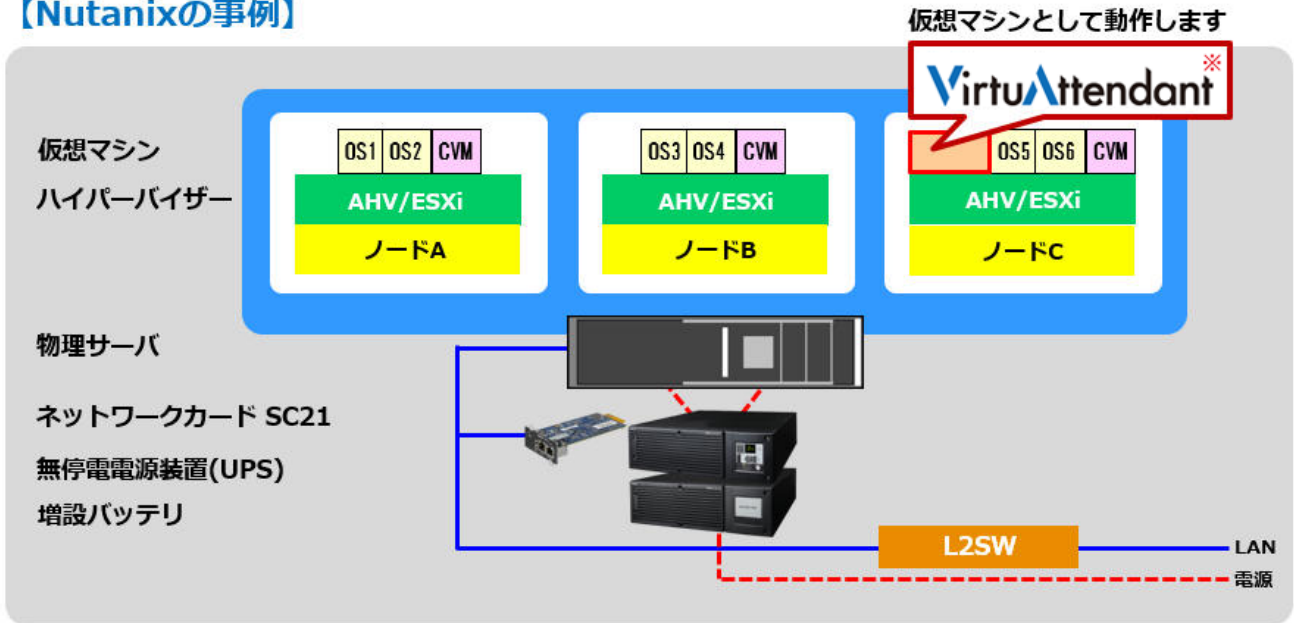 【Nutanixの事例】
仮想マシンとして動作します
VirtuAttendant※
仮想マシン
OS1 OS2 CVM
OS3 OS4 CVM
OS5 OS6 CVM
ハイパーバイザー
AHV/ESXi
AHV/ESXi
AHV/ESXi
ノードA
ノードB
ノードC
物理サーバ
ネットワークカード SC21
無停電電源装置(UPS)
増設バッテリ
L2SW
LAN
電源